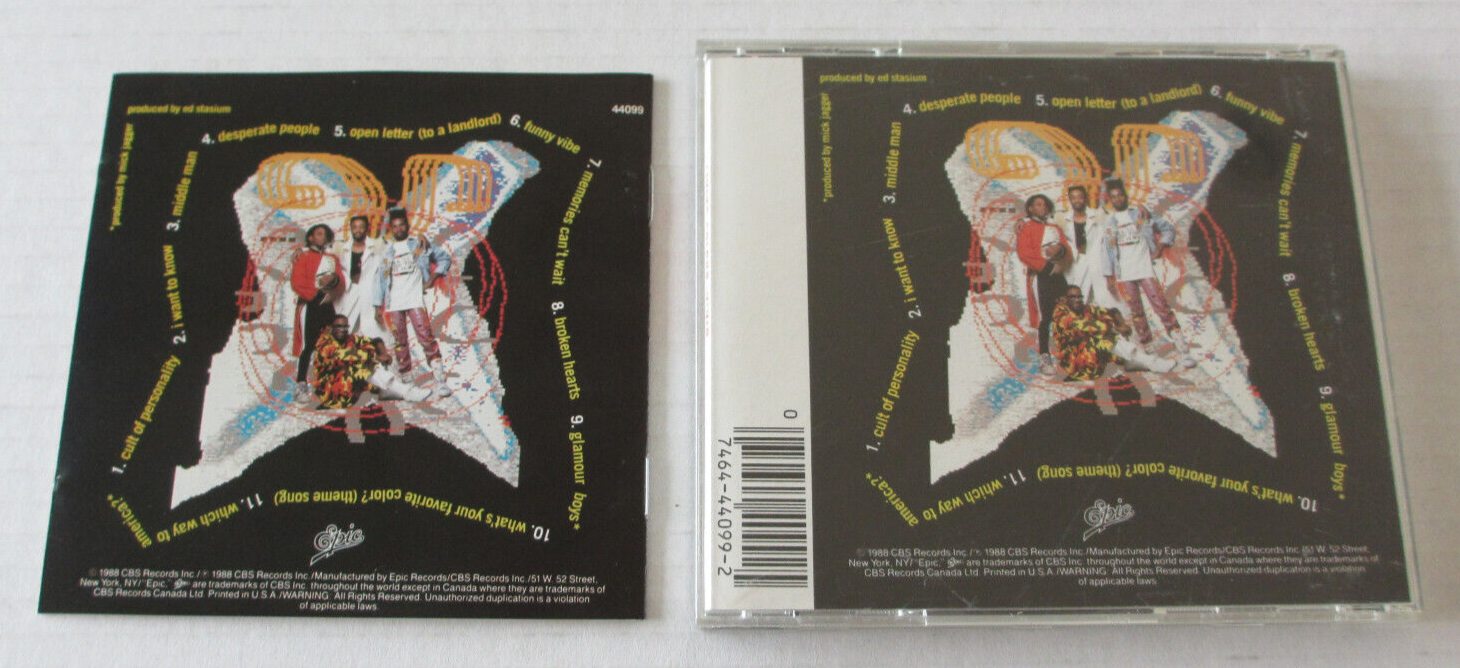 produced by ed stasium
44099
*produced by mick jagger
1. cult of personality
2. i want to know
3. middle man
4. desperate people
5. open letter (to a landlord)
6. funny vibe
7. memories can't wait
8. broken hearts
9. glamour boys*
10. what's your favorite color? (theme song)
11. which way to america?*
Epic
© 1988 CBS Records Inc./℗ 1988 CBS Records Inc./Manufactured by Epic Records/CBS Records Inc./51 W. 52 Street,
New York, NY/"Epic," Epic are trademarks of CBS Inc. throughout the world except in Canada where they are trademarks of
CBS Records Canada Ltd. Printed in U.S.A./WARNING: All Rights Reserved. Unauthorized duplication is a violation
of applicable laws.
produced by ed stasium
*produced by mick jagger
1. cult of personality
2. i want to know
3. middle man
4. desperate people
5. open letter (to a landlord)
6. funny vibe
7. memories can't wait
8. broken hearts
9. glamour boys*
10. what's your favorite color? (theme song)
11. which way to america?*
Epic
© 1988 CBS Records Inc./℗ 1988 CBS Records Inc./Manufactured by Epic Records/CBS Records Inc./51 W. 52 Street,
New York, NY/"Epic," Epic are trademarks of CBS Inc. throughout the world except in Canada where they are trademarks of
CBS Records Canada Ltd. Printed in U.S.A./WARNING: All Rights Reserved. Unauthorized duplication is a violation
of applicable laws.
0
7464-44099-2